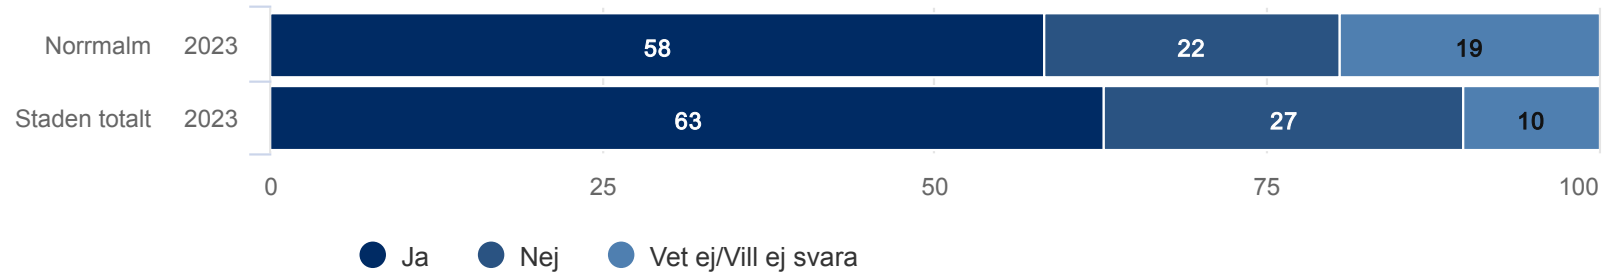 Norrmalm 2023 58 22 19
Staden totalt 2023 63 27 10
0 25 50 75 100
Ja Nej Vet ej/Vill ej svara